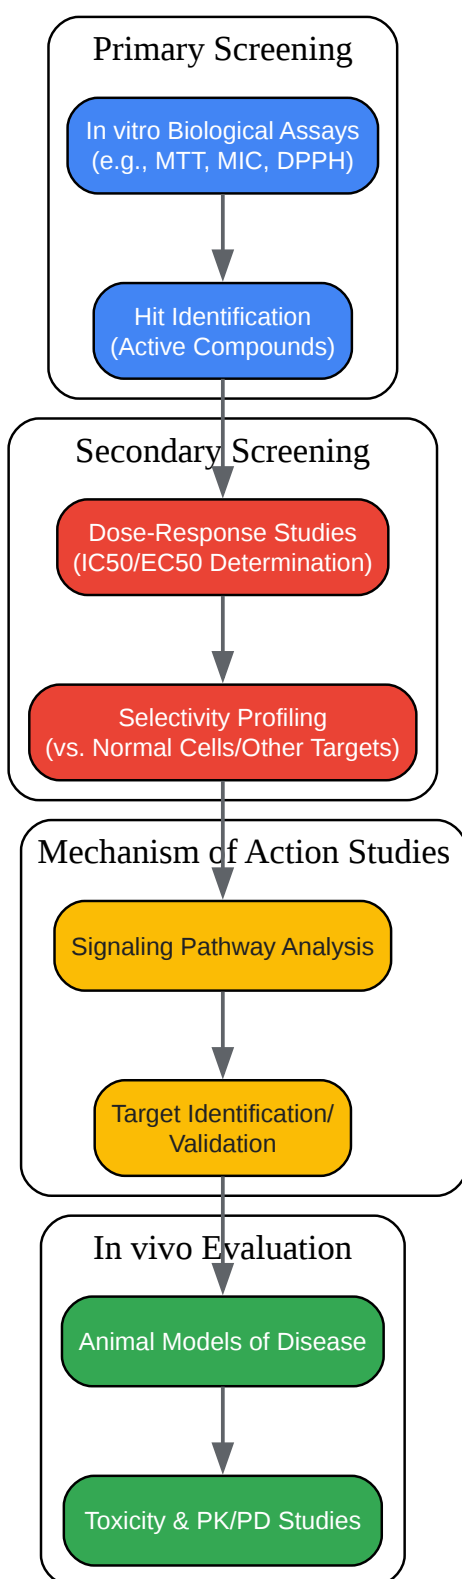 Primary Screening
In vitro Biological Assays
(e.g., MTT, MIC, DPPH)
Hit Identification
(Active Compounds)
Secondary Screening
Dose-Response Studies
(IC50/EC50 Determination)
Selectivity Profiling
(vs. Normal Cells/Other Targets)
Mechanism of Action Studies
Signaling Pathway Analysis
Target Identification/
Validation
In vivo Evaluation
Animal Models of Disease
Toxicity & PK/PD Studies